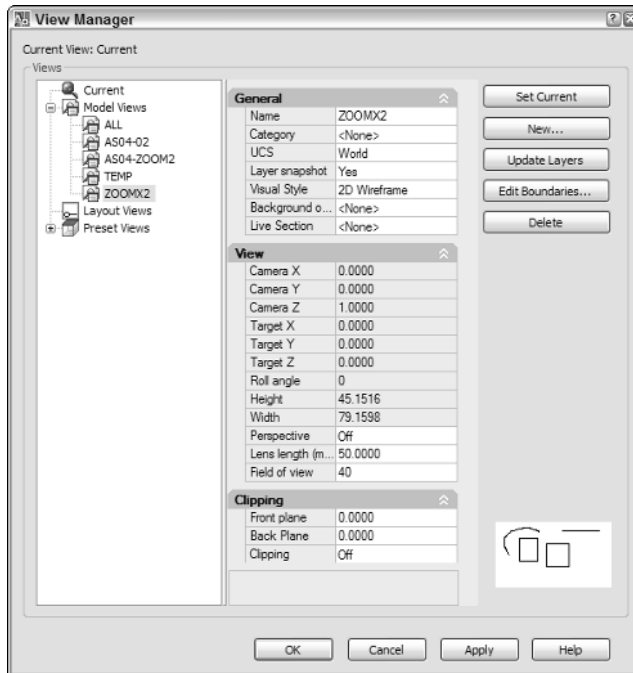 View Manager
Current View: Current
Views
Current
Model Views
ALL
AS04-02
AS04-ZOOM2
TEMP
ZOOMX2
Layout Views
Preset Views
General
Name ZOOMX2
Category <None>
UCS World
Layer snapshot Yes
Visual Style 2D Wireframe
Background o... <None>
Live Section <None>
View
Camera X 0.0000
Camera Y 0.0000
Camera Z 1.0000
Target X 0.0000
Target Y 0.0000
Target Z 0.0000
Roll angle 0
Height 45.1516
Width 79.1598
Perspective Off
Lens length (m... 50.0000
Field of view 40
Clipping
Front plane 0.0000
Back Plane 0.0000
Clipping Off
Set Current
New...
Update Layers
Edit Boundaries...
Delete
OK Cancel Apply Help